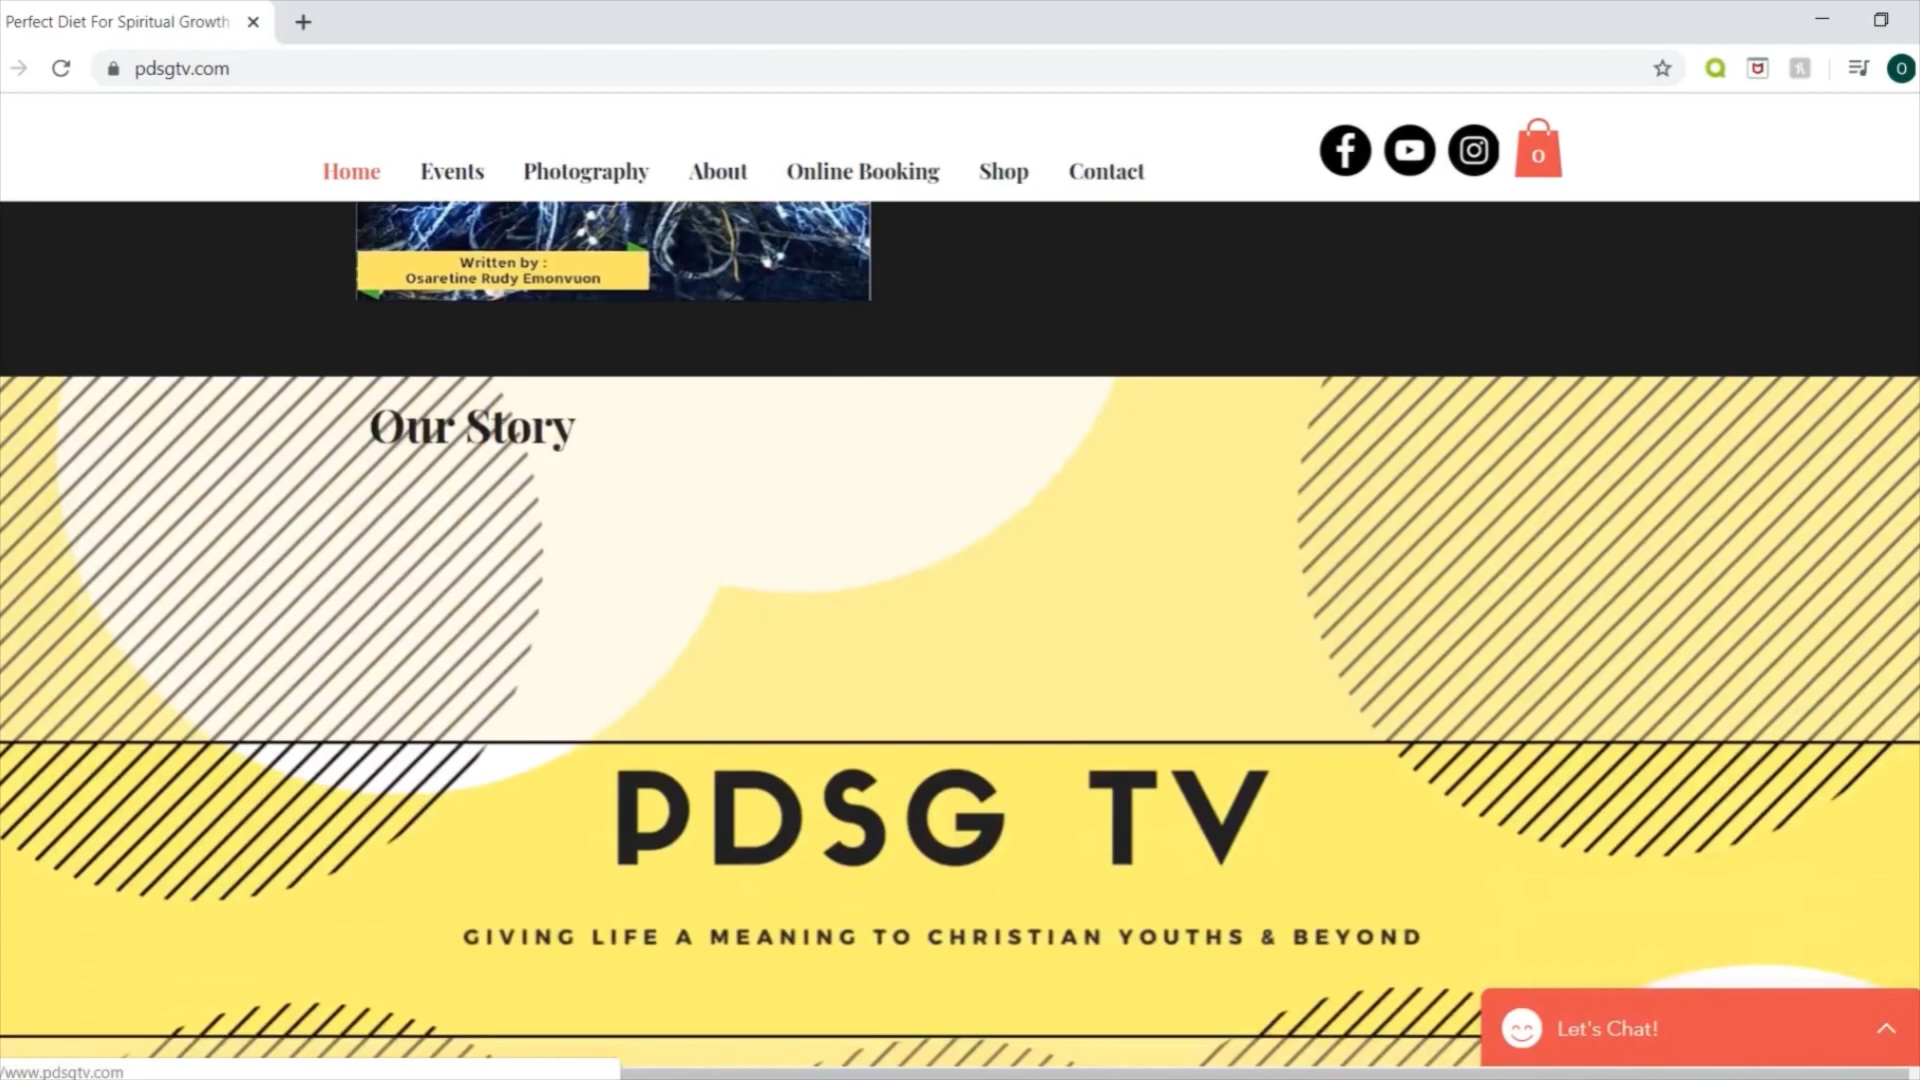 Perfect Diet For Spiritual Growth
pdsgtv.com
O
Home Events Photography About Online Booking Shop Contact
0
Written by :
Osaretine Rudy Emonvuon
Our Story
PDSG TV
GIVING LIFE A MEANING TO CHRISTIAN YOUTHS & BEYOND
Let's Chat!
/www.pdsgtv.com